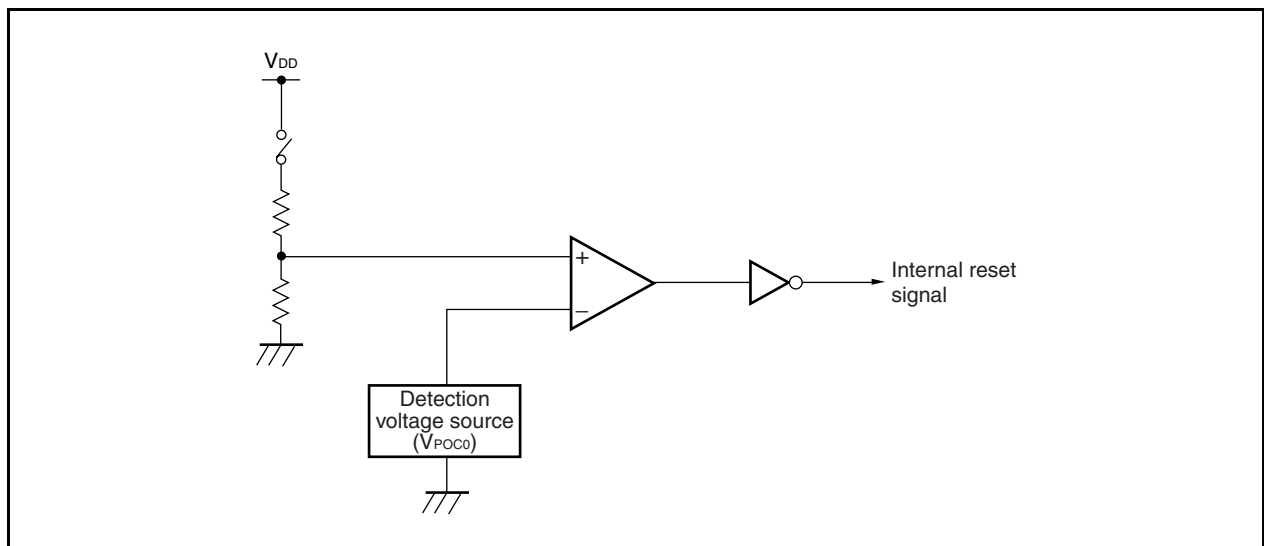 VDD
+
−
Internal reset
signal
Detection
voltage source
(VPOC0)